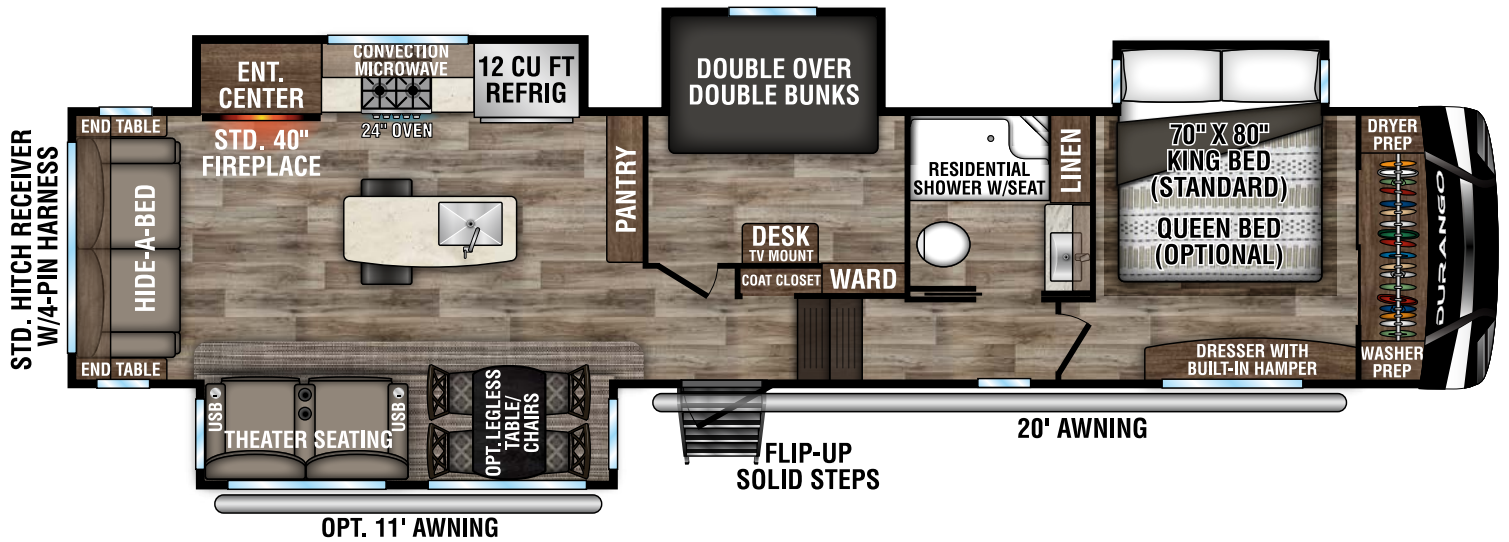 STD. HITCH RECEIVER
W/4-PIN HARNESS
END TABLE
HIDE-A-BED
END TABLE
ENT.
CENTER
STD. 40"
FIREPLACE
CONVECTION
MICROWAVE
24" OVEN
12 CU FT
REFRIG
PANTRY
USB
THEATER SEATING
USB
OPT. LEGLESS
TABLE/
CHAIRS
OPT. 11' AWNING
DOUBLE OVER
DOUBLE BUNKS
DESK
TV MOUNT
COAT CLOSET
WARD
FLIP-UP
SOLID STEPS
RESIDENTIAL
SHOWER W/SEAT
LINEN
70" X 80"
KING BED
(STANDARD)
QUEEN BED
(OPTIONAL)
DRESSER WITH
BUILT-IN HAMPER
20' AWNING
DRYER
PREP
WASHER
PREP
DURANGO